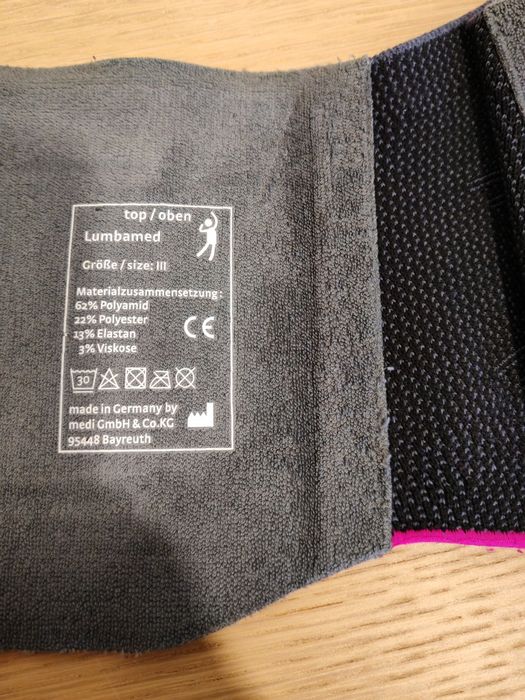 top / oben
Lumbamed
Größe / size: III
Materialzusammensetzung:
62% Polyamid
22% Polyester
13% Elastan
3% Viskose
CE
30
made in Germany by
medi GmbH & Co.KG
95448 Bayreuth